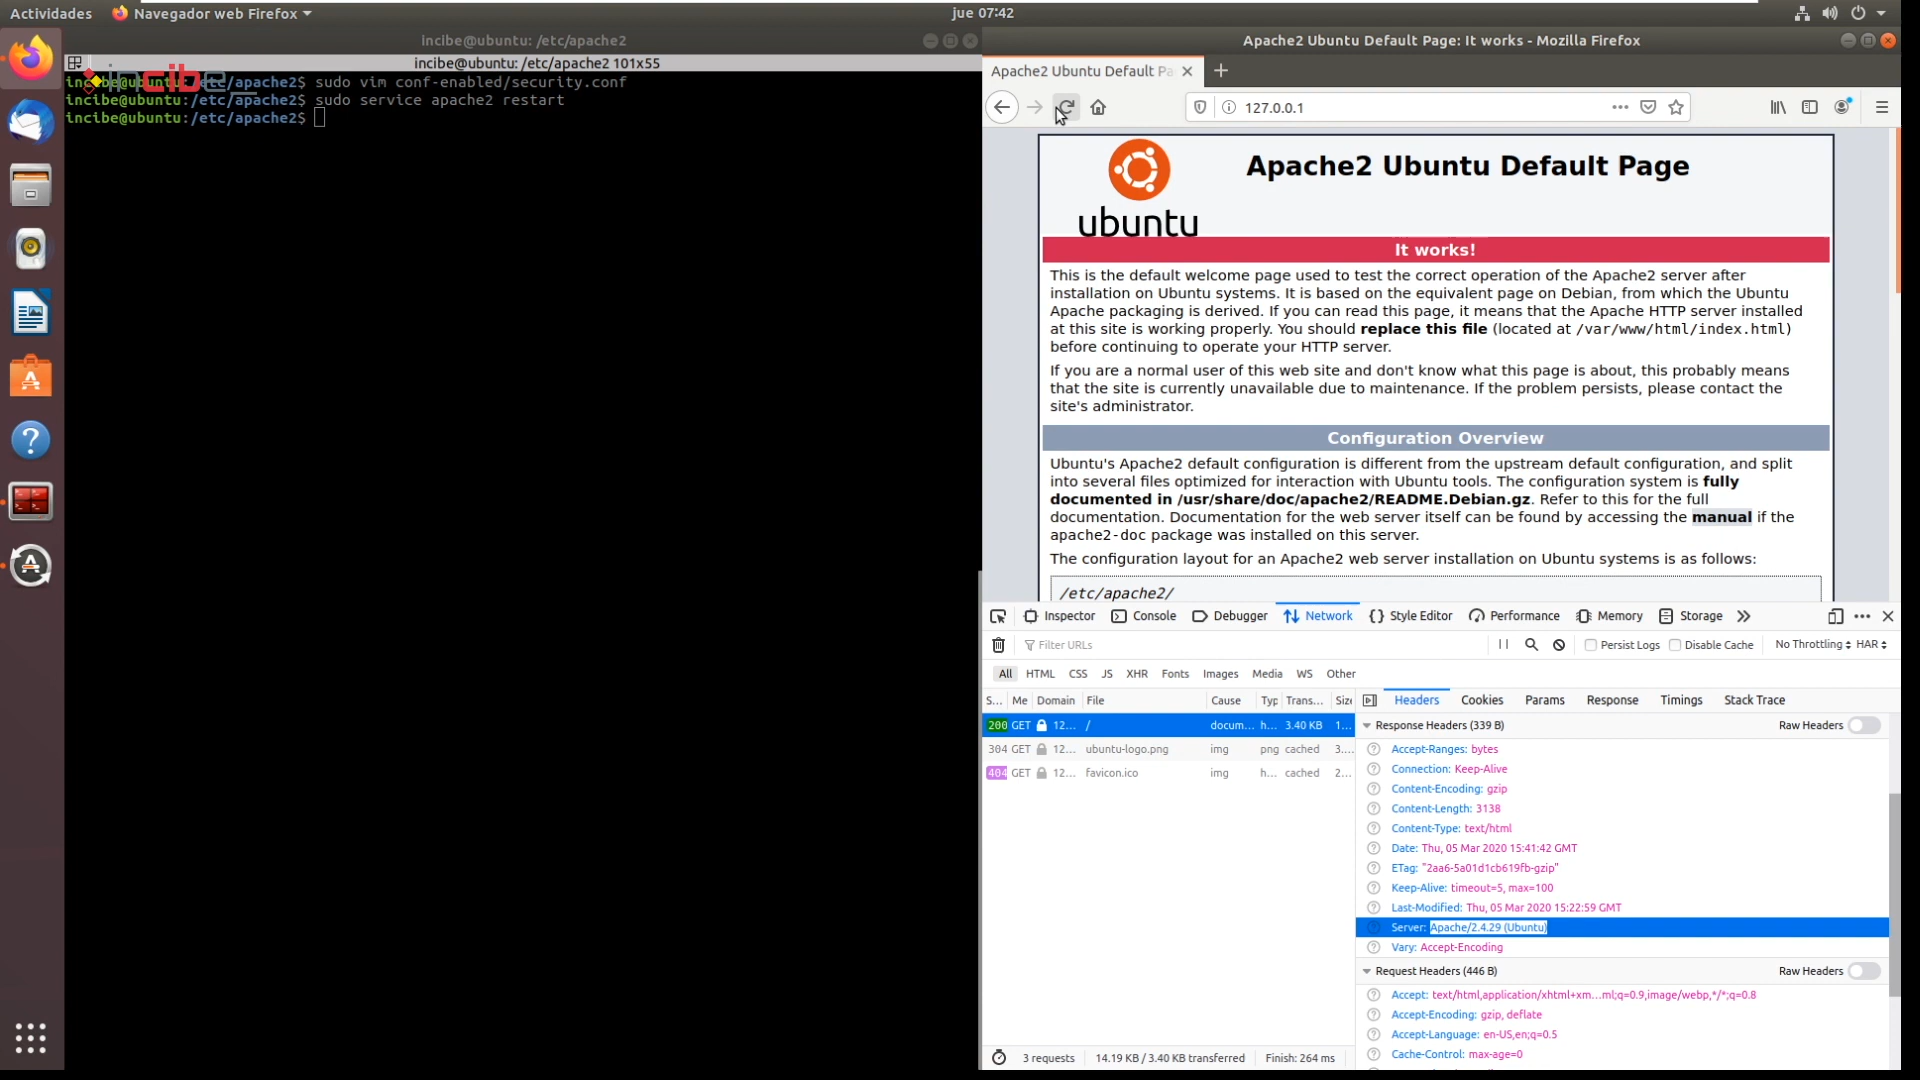 Actividades
Navegador web Firefox
jue 07:42
incibe@ubuntu: /etc/apache2
incibe@ubuntu: /etc/apache2 101x55
incibe_
incibe@ubuntu:/etc/apache2$ sudo vim conf-enabled/security.conf
incibe@ubuntu:/etc/apache2$ sudo service apache2 restart
incibe@ubuntu:/etc/apache2$
Apache2 Ubuntu Default Page: It works - Mozilla Firefox
Apache2 Ubuntu Default Pa
127.0.0.1
ubuntu
Apache2 Ubuntu Default Page
It works!
This is the default welcome page used to test the correct operation of the Apache2 server after
installation on Ubuntu systems. It is based on the equivalent page on Debian, from which the Ubuntu
Apache packaging is derived. If you can read this page, it means that the Apache HTTP server installed
at this site is working properly. You should replace this file (located at /var/www/html/index.html)
before continuing to operate your HTTP server.
If you are a normal user of this web site and don't know what this page is about, this probably means
that the site is currently unavailable due to maintenance. If the problem persists, please contact the
site's administrator.
Configuration Overview
Ubuntu's Apache2 default configuration is different from the upstream default configuration, and split
into several files optimized for interaction with Ubuntu tools. The configuration system is fully
documented in /usr/share/doc/apache2/README.Debian.gz. Refer to this for the full
documentation. Documentation for the web server itself can be found by accessing the manual if the
apache2-doc package was installed on this server.
The configuration layout for an Apache2 web server installation on Ubuntu systems is as follows:
/etc/apache2/
Inspector Console Debugger Network Style Editor Performance Memory Storage
Filter URLs
Persist Logs Disable Cache No Throttling HAR
All HTML CSS JS XHR Fonts Images Media WS Other
S... Me Domain File Cause Typ Trans... Size
200 GET 12... / docum... h... 3.40 KB 1...
304 GET 12... ubuntu-logo.png img png cached 3...
404 GET 12... favicon.ico img h... cached 2...
3 requests 14.19 KB / 3.40 KB transferred Finish: 264 ms
Headers Cookies Params Response Timings Stack Trace
Response Headers (339 B) Raw Headers
Accept-Ranges: bytes
Connection: Keep-Alive
Content-Encoding: gzip
Content-Length: 3138
Content-Type: text/html
Date: Thu, 05 Mar 2020 15:41:42 GMT
ETag: "2aa6-5a01d1cb619fb-gzip"
Keep-Alive: timeout=5, max=100
Last-Modified: Thu, 05 Mar 2020 15:22:59 GMT
Server: Apache/2.4.29 (Ubuntu)
Vary: Accept-Encoding
Request Headers (446 B) Raw Headers
Accept: text/html,application/xhtml+xm...ml;q=0.9,image/webp,*/*;q=0.8
Accept-Encoding: gzip, deflate
Accept-Language: en-US,en;q=0.5
Cache-Control: max-age=0